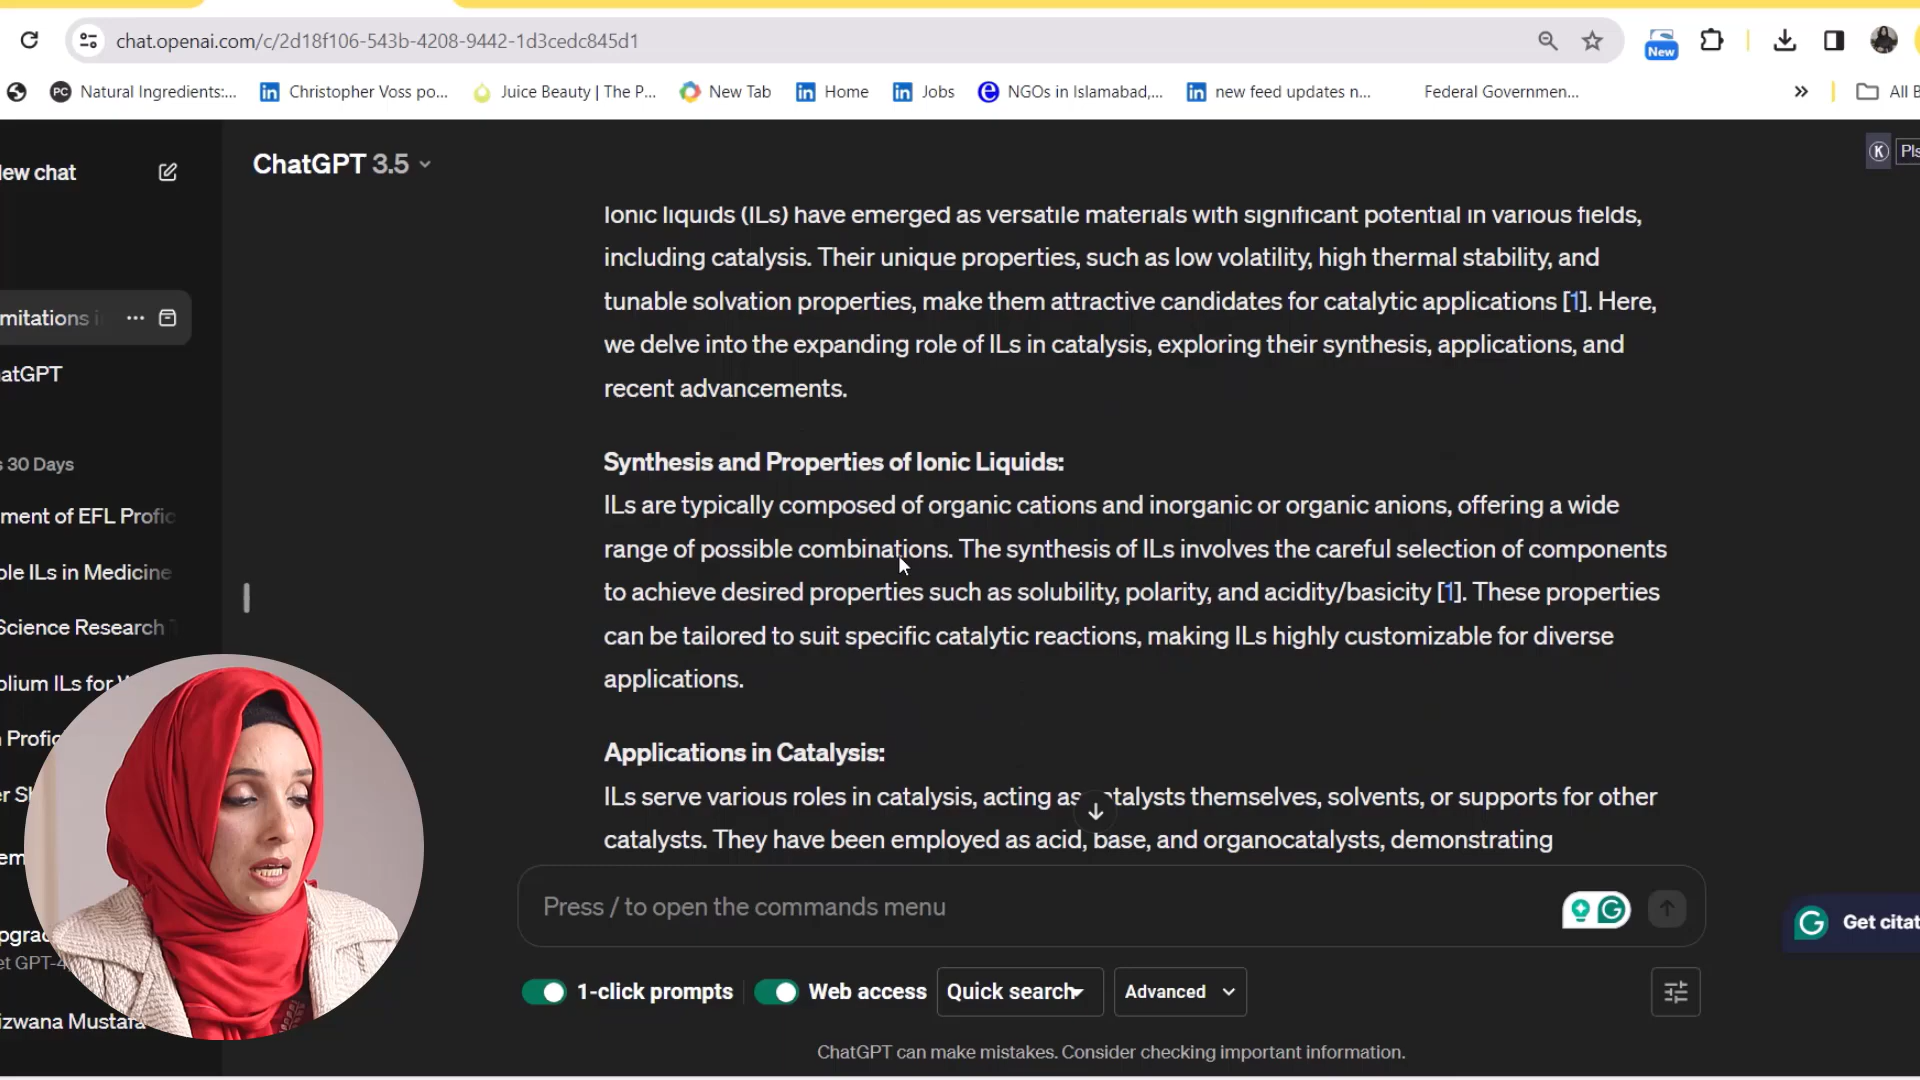 chat.openai.com/c/2d18f106-543b-4208-9442-1d3cedc845d1
New
PC Natural Ingredients:... in Christopher Voss po... Juice Beauty | The P... New Tab in Home in Jobs e NGOs in Islamabad,... in new feed updates n... Federal Governmen... » All B
ew chat
ChatGPT 3.5
K Pls
mitations i ...
atGPT
s 30 Days
ment of EFL Profic
ole ILs in Medicine
Science Research T
olium ILs for
n Profic
er S
em
pgrad
et GPT-4
izwana Mustafa
Ionic liquids (ILs) have emerged as versatile materials with significant potential in various fields,
including catalysis. Their unique properties, such as low volatility, high thermal stability, and
tunable solvation properties, make them attractive candidates for catalytic applications [1]. Here,
we delve into the expanding role of ILs in catalysis, exploring their synthesis, applications, and
recent advancements.
Synthesis and Properties of Ionic Liquids:
ILs are typically composed of organic cations and inorganic or organic anions, offering a wide
range of possible combinations. The synthesis of ILs involves the careful selection of components
to achieve desired properties such as solubility, polarity, and acidity/basicity [1]. These properties
can be tailored to suit specific catalytic reactions, making ILs highly customizable for diverse
applications.
Applications in Catalysis:
ILs serve various roles in catalysis, acting as catalysts themselves, solvents, or supports for other
catalysts. They have been employed as acid, base, and organocatalysts, demonstrating
Press / to open the commands menu
G Get citat
1-click prompts Web access Quick search Advanced
ChatGPT can make mistakes. Consider checking important information.